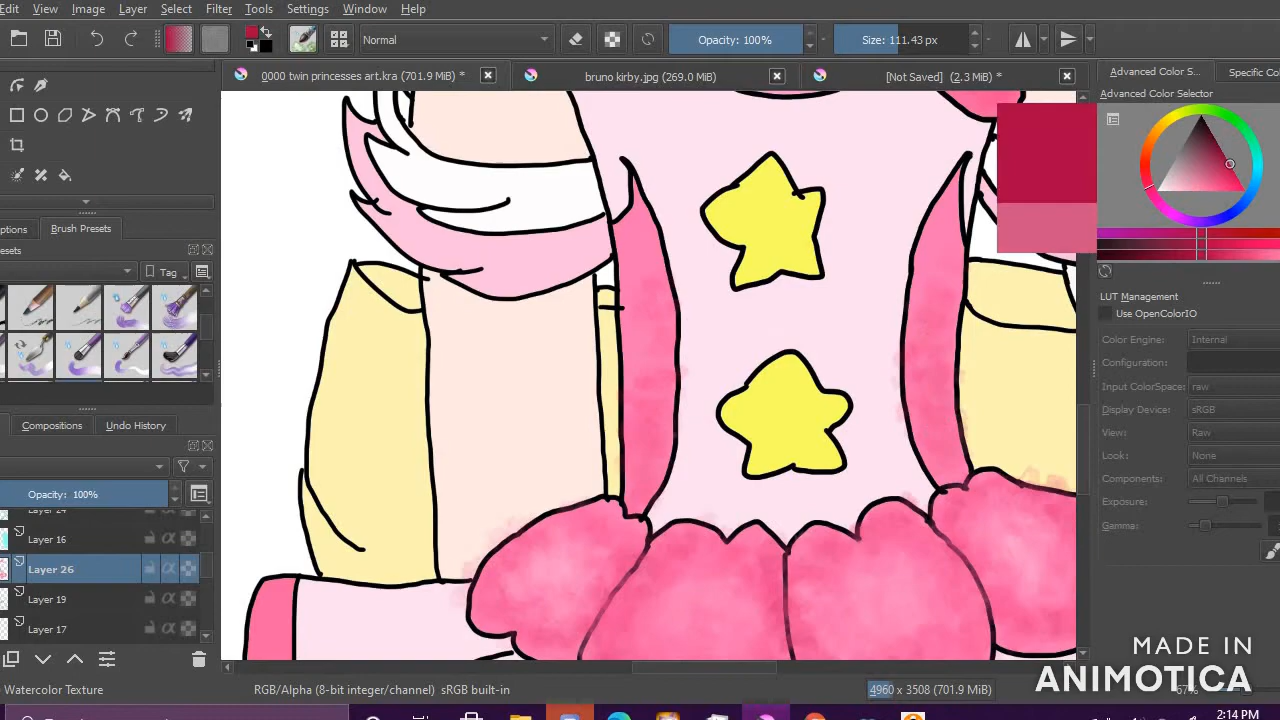 Edit View Image Layer Select Filter Tools Settings Window Help
Normal Opacity: 100% Size: 111.43 px
0000 twin princesses art.kra (701.9 MiB) * bruno kirby.jpg (269.0 MiB) [Not Saved] (2.3 MiB) *
Advanced Color S... Specific Co
Advanced Color Selector
ptions Brush Presets
esets
Tag
LUT Management
Use OpenColorIO
Color Engine: Internal
Configuration:
Input ColorSpace: raw
Display Device: sRGB
View: Raw
Look: None
Components: All Channels
Exposure:
Gamma:
Compositions Undo History
Opacity: 100%
Layer 24
Layer 16
Layer 26
Layer 19
Layer 17
Watercolor Texture RGB/Alpha (8-bit integer/channel) sRGB built-in 4960 x 3508 (701.9 MiB) 67%
MADE IN
ANIMOTICA
2:14 PM